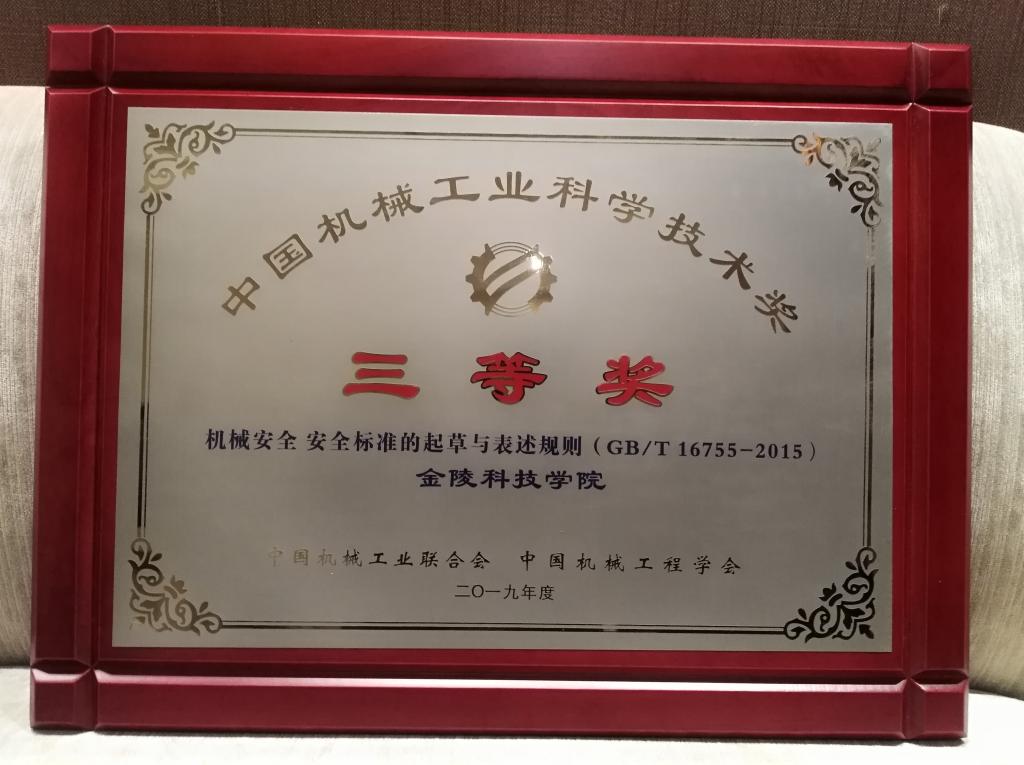 中国机械工业科学技术奖
三等奖
机械安全 安全标准的起草与表述规则（GB/T 16755-2015）
金陵科技学院
中国机械工业联合会 中国机械工程学会
二〇一九年度